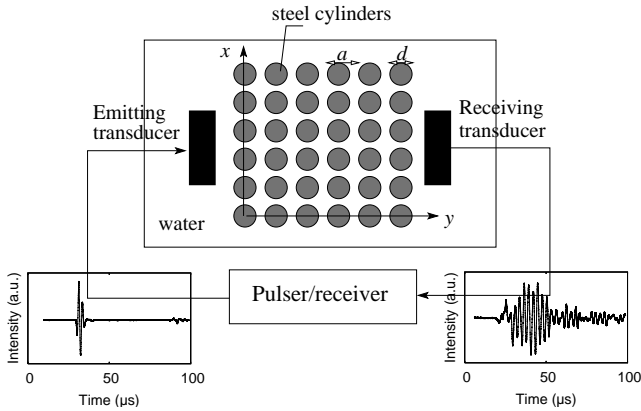 steel cylinders
x
a
d
Emitting
transducer
Receiving
transducer
water
y
Pulser/receiver
Intensity (a.u.)
0
50
100
Time (µs)
Intensity (a.u.)
0
50
100
Time (µs)